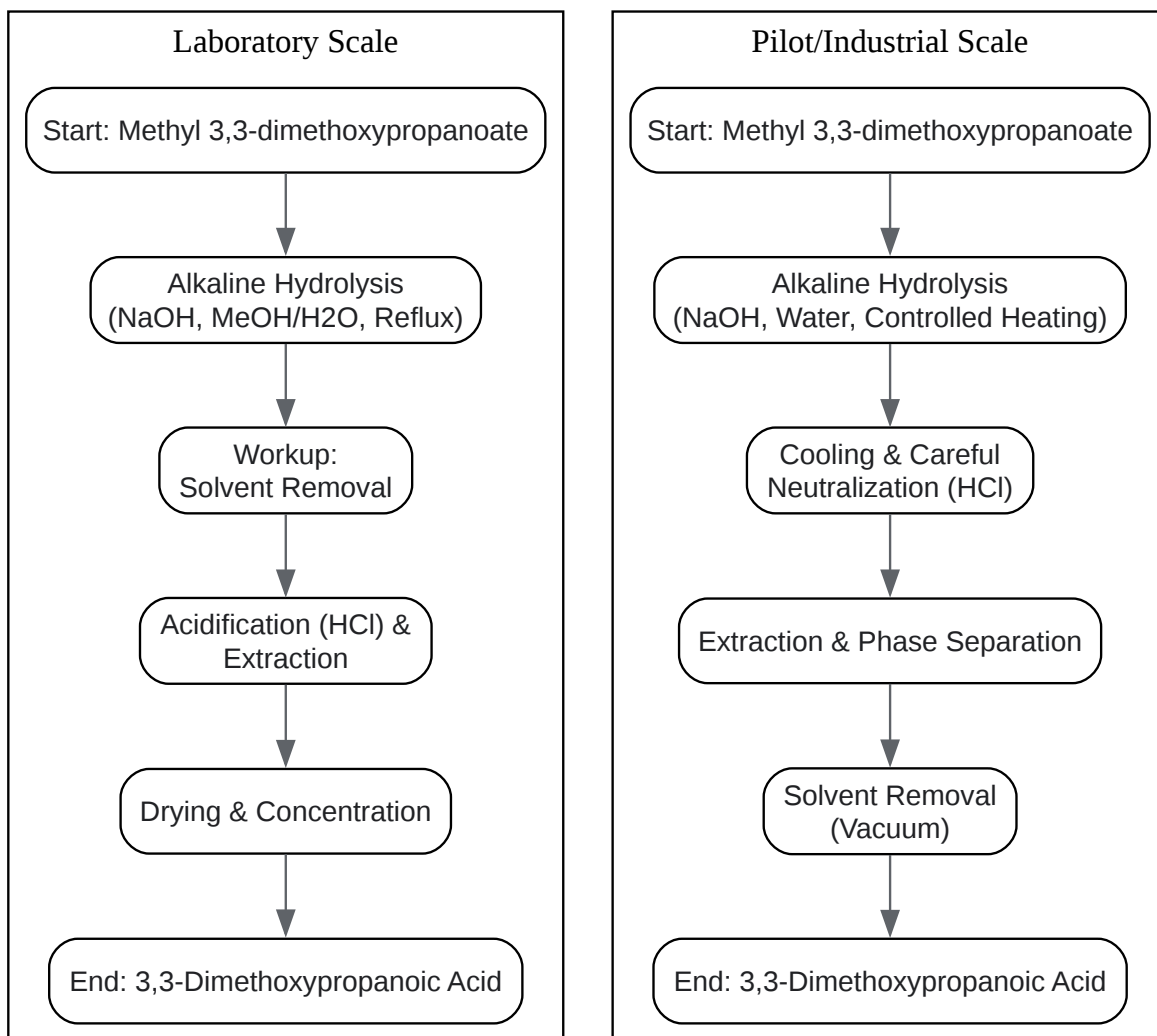 Laboratory Scale
Start: Methyl 3,3-dimethoxypropanoate
Alkaline Hydrolysis
(NaOH, MeOH/H2O, Reflux)
Workup:
Solvent Removal
Acidification (HCl) &
Extraction
Drying & Concentration
End: 3,3-Dimethoxypropanoic Acid
Pilot/Industrial Scale
Start: Methyl 3,3-dimethoxypropanoate
Alkaline Hydrolysis
(NaOH, Water, Controlled Heating)
Cooling & Careful
Neutralization (HCl)
Extraction & Phase Separation
Solvent Removal
(Vacuum)
End: 3,3-Dimethoxypropanoic Acid